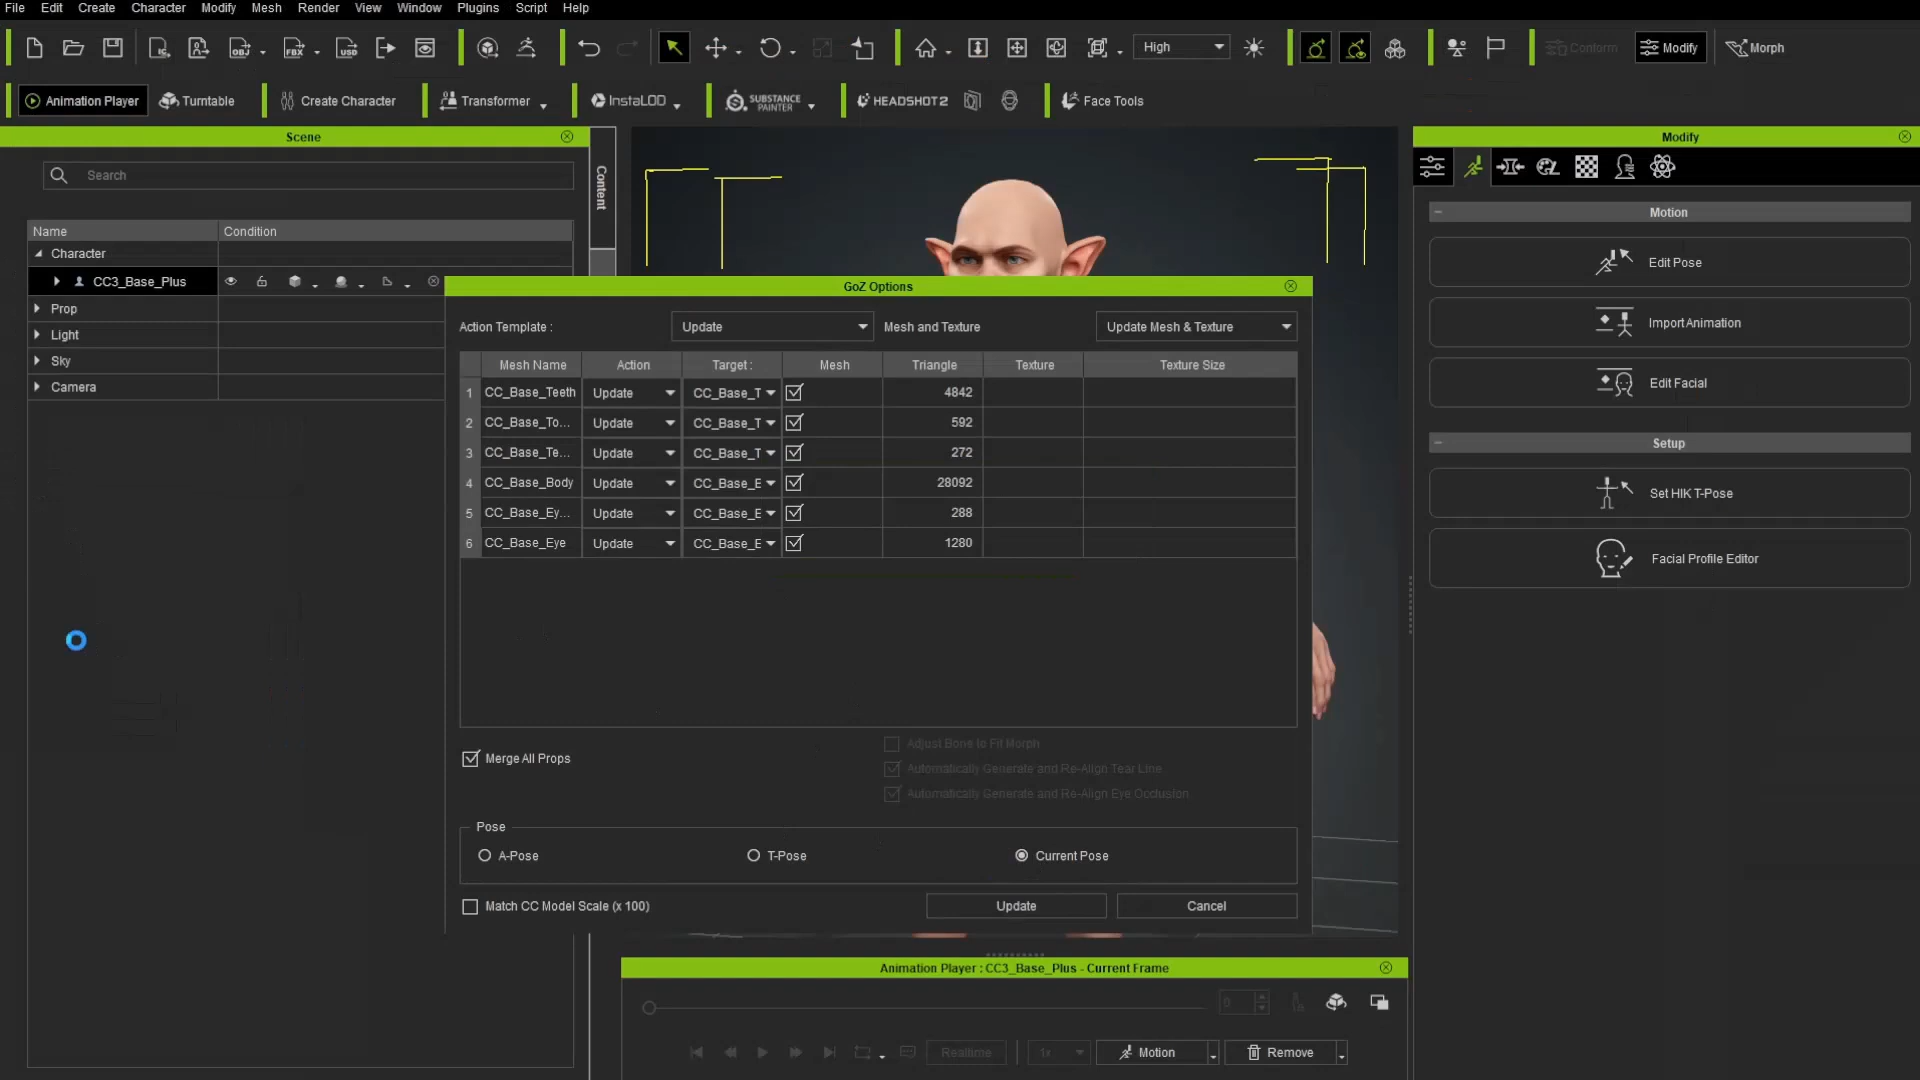 File Edit Create Character Modify Mesh Render View Window Plugins Script Help
High
Conform Modify Morph
Animation Player Turntable Create Character Transformer InstaLOD SUBSTANCE PAINTER HEADSHOT 2 Face Tools
Scene
Search
Name Condition
Character
CC3_Base_Plus
Prop
Light
Sky
Camera
Content
GoZ Options
Action Template : Update Mesh and Texture Update Mesh & Texture
Mesh Name Action Target : Mesh Triangle Texture Texture Size
1 CC_Base_Teeth Update CC_Base_T 4842
2 CC_Base_To... Update CC_Base_T 592
3 CC_Base_Te... Update CC_Base_T 272
4 CC_Base_Body Update CC_Base_E 28092
5 CC_Base_Ey... Update CC_Base_E 288
6 CC_Base_Eye Update CC_Base_E 1280
Merge All Props
Adjust Bone to Fit Morph
Automatically Generate and Re-Align Tear Line
Automatically Generate and Re-Align Eye Occlusion
Pose
A-Pose T-Pose Current Pose
Match CC Model Scale (x 100) Update Cancel
Modify
Motion
Edit Pose
Import Animation
Edit Facial
Setup
Set HIK T-Pose
Facial Profile Editor
Animation Player : CC3_Base_Plus - Current Frame
Realtime 1x Motion Remove